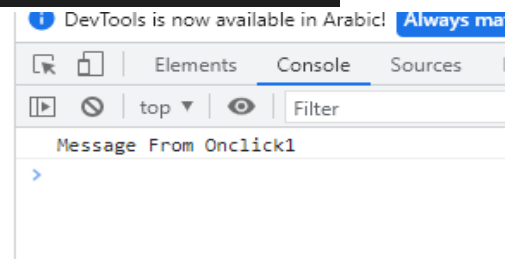 DevTools is now available in Arabic! Always ma
Elements Console Sources
top Filter
Message From Onclick1